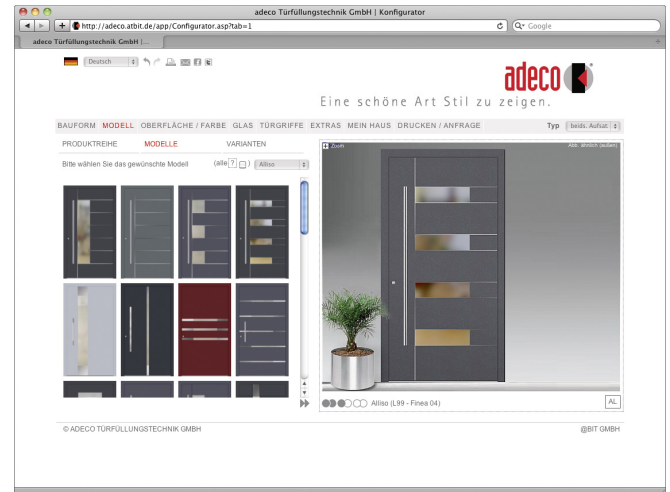 adeco Türfüllungstechnik GmbH | Konfigurator
http://adeco.atbit.de/app/Configurator.asp?tab=1
Google
adeco Türfüllungstechnik GmbH |...
Deutsch
adeco
Eine schöne Art Stil zu zeigen.
BAUFORM MODELL OBERFLÄCHE / FARBE GLAS TÜRGRIFFE EXTRAS MEIN HAUS DRUCKEN / ANFRAGE Typ beids. Aufsat
PRODUKTREIHE MODELLE VARIANTEN
Bitte wählen Sie das gewünschte Modell (alle ? ) Alliso
Zoom Abb. ähnlich (außen)
Alliso (L99 - Finea 04) AL
© ADECO TÜRFÜLLUNGSTECHNIK GMBH @BIT GMBH